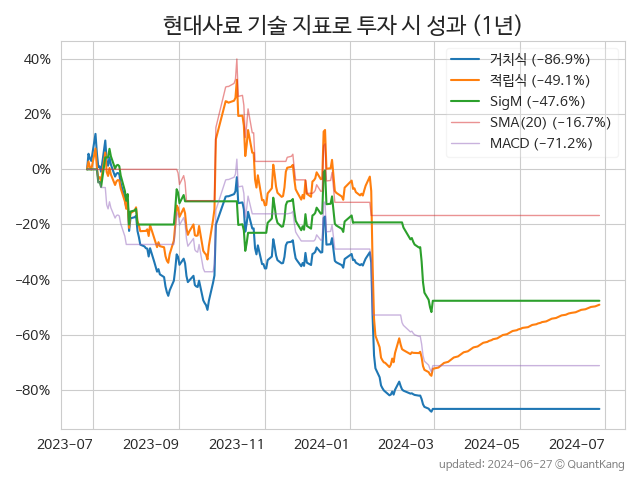 현대사료 기술 지표로 투자 시 성과 (1년)
40%
20%
0%
−20%
−40%
−60%
−80%
거치식 (−86.9%)
적립식 (−49.1%)
SigM (−47.6%)
SMA(20) (−16.7%)
MACD (−71.2%)
2023-07 2023-09 2023-11 2024-01 2024-03 2024-05 2024-07
updated: 2024-06-27 © QuantKang